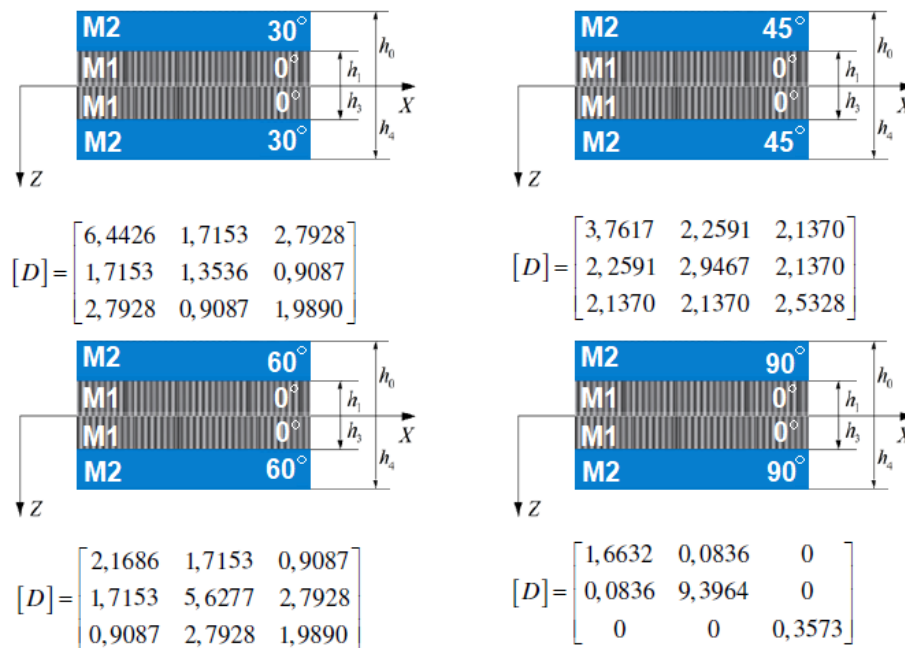 M2 30° h₀
M1 0° h₁
M1 0° h₃ X
M2 30° h₄
Z
[D] = [6,4426 1,7153 2,7928
1,7153 1,3536 0,9087
2,7928 0,9087 1,9890]
M2 45° h₀
M1 0° h₁
M1 0° h₃ X
M2 45° h₄
Z
[D] = [3,7617 2,2591 2,1370
2,2591 2,9467 2,1370
2,1370 2,1370 2,5328]
M2 60° h₀
M1 0° h₁
M1 0° h₃ X
M2 60° h₄
Z
[D] = [2,1686 1,7153 0,9087
1,7153 5,6277 2,7928
0,9087 2,7928 1,9890]
M2 90° h₀
M1 0° h₁
M1 0° h₃ X
M2 90° h₄
Z
[D] = [1,6632 0,0836 0
0,0836 9,3964 0
0 0 0,3573]